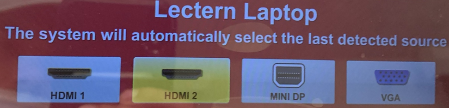 Lectern Laptop
The system will automatically select the last detected source
HDMI 1 HDMI 2 MINI DP VGA